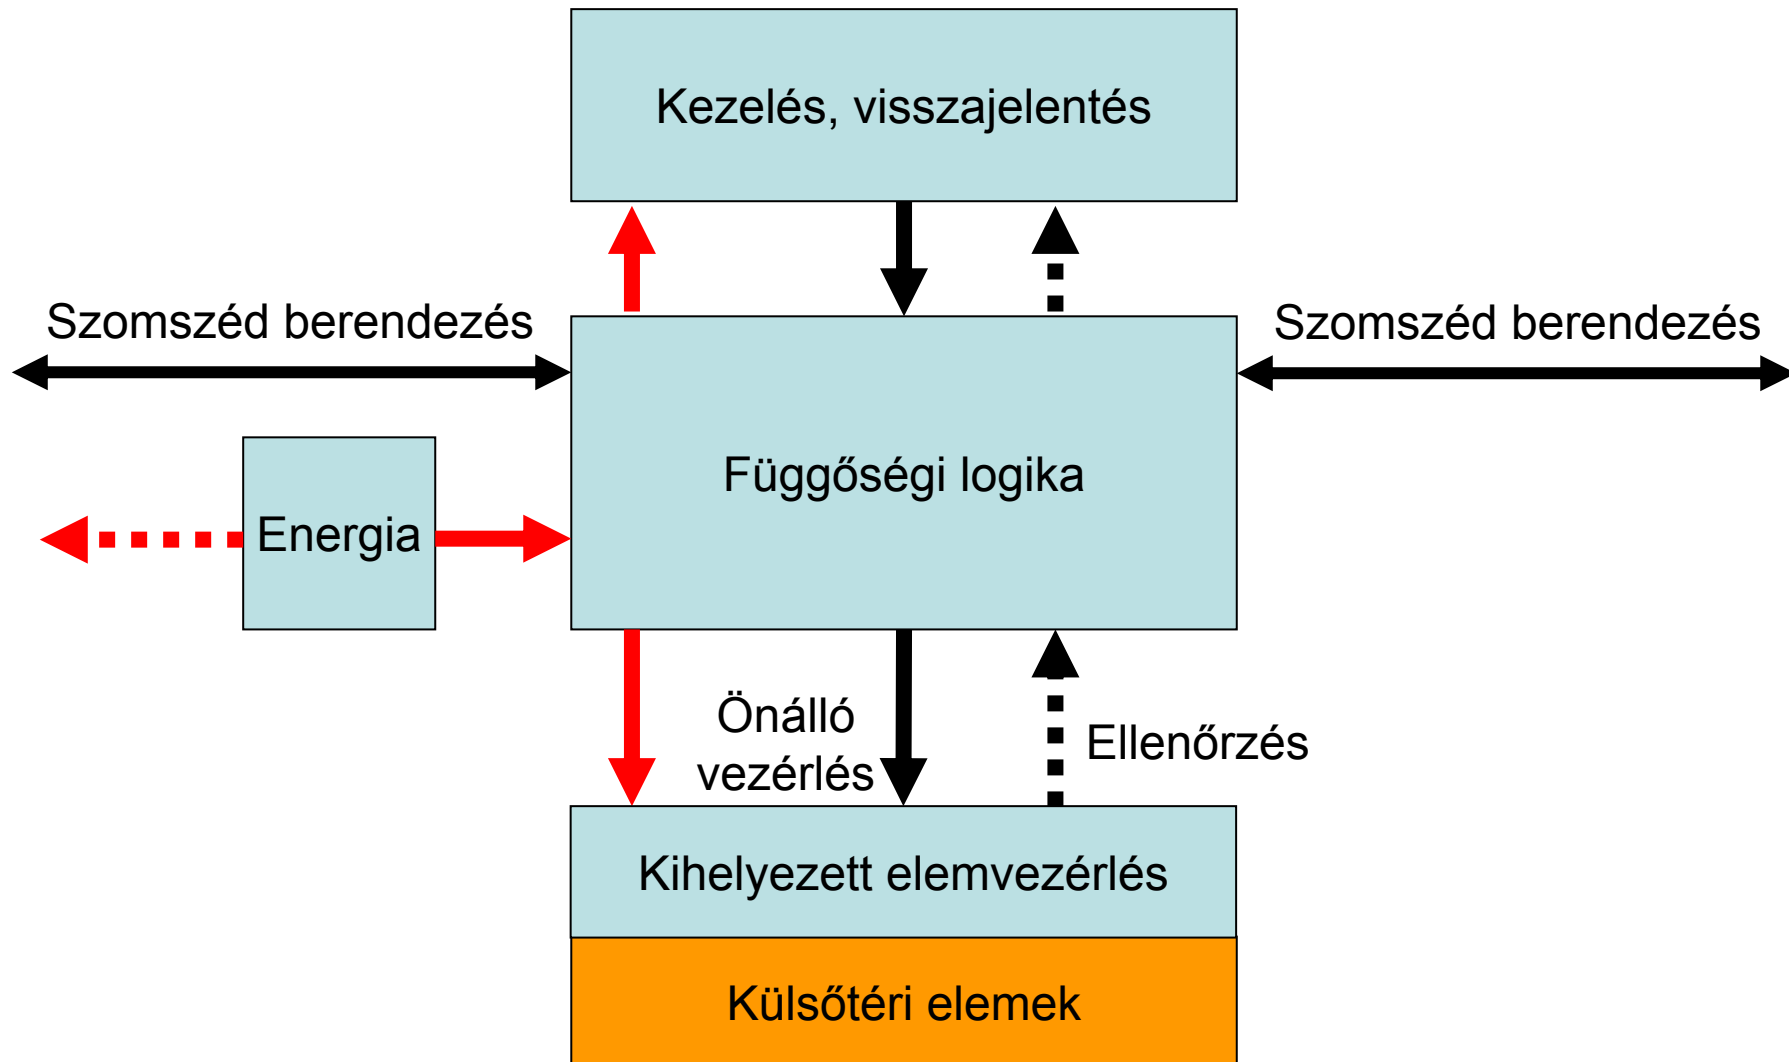 Kezelés, visszajelentés
Szomszéd berendezés
Szomszéd berendezés
Függőségi logika
Energia
Önálló
vezérlés
Ellenőrzés
Kihelyezett elemvezérlés
Külsőtéri elemek